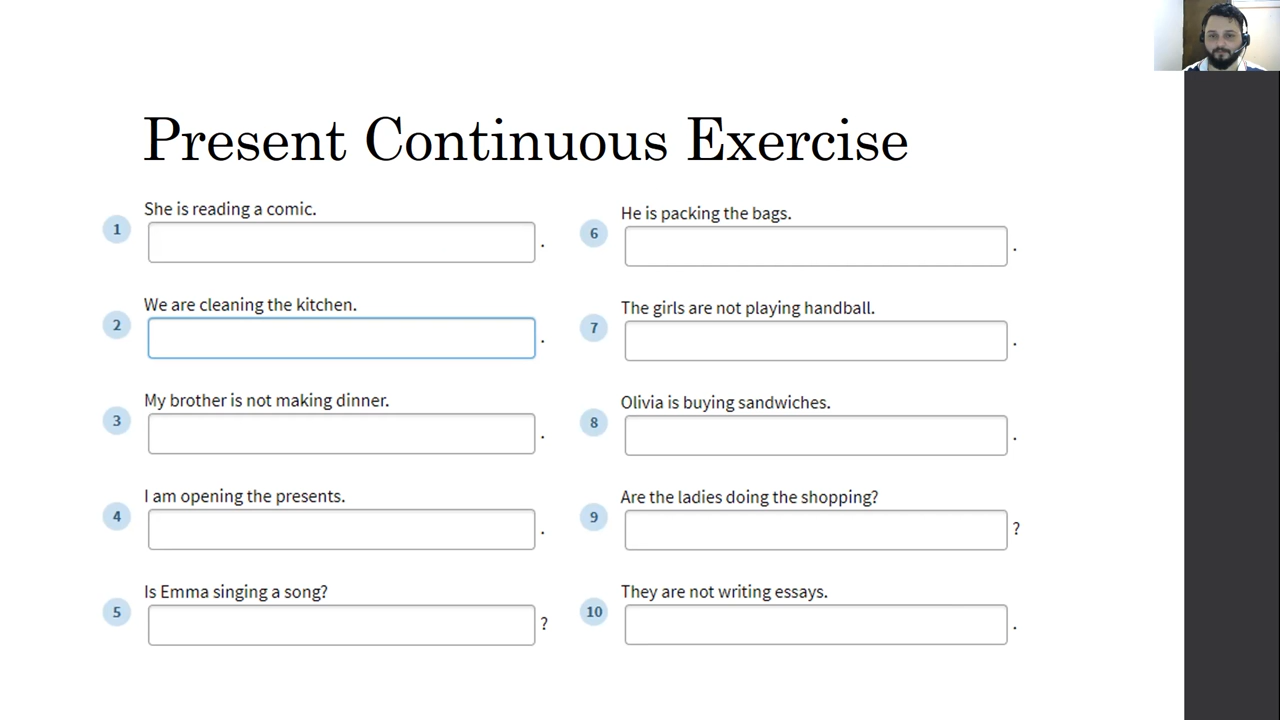 Present Continuous Exercise
1
She is reading a comic.
.
2
We are cleaning the kitchen.
.
3
My brother is not making dinner.
.
4
I am opening the presents.
.
5
Is Emma singing a song?
?
6
He is packing the bags.
.
7
The girls are not playing handball.
.
8
Olivia is buying sandwiches.
.
9
Are the ladies doing the shopping?
?
10
They are not writing essays.
.